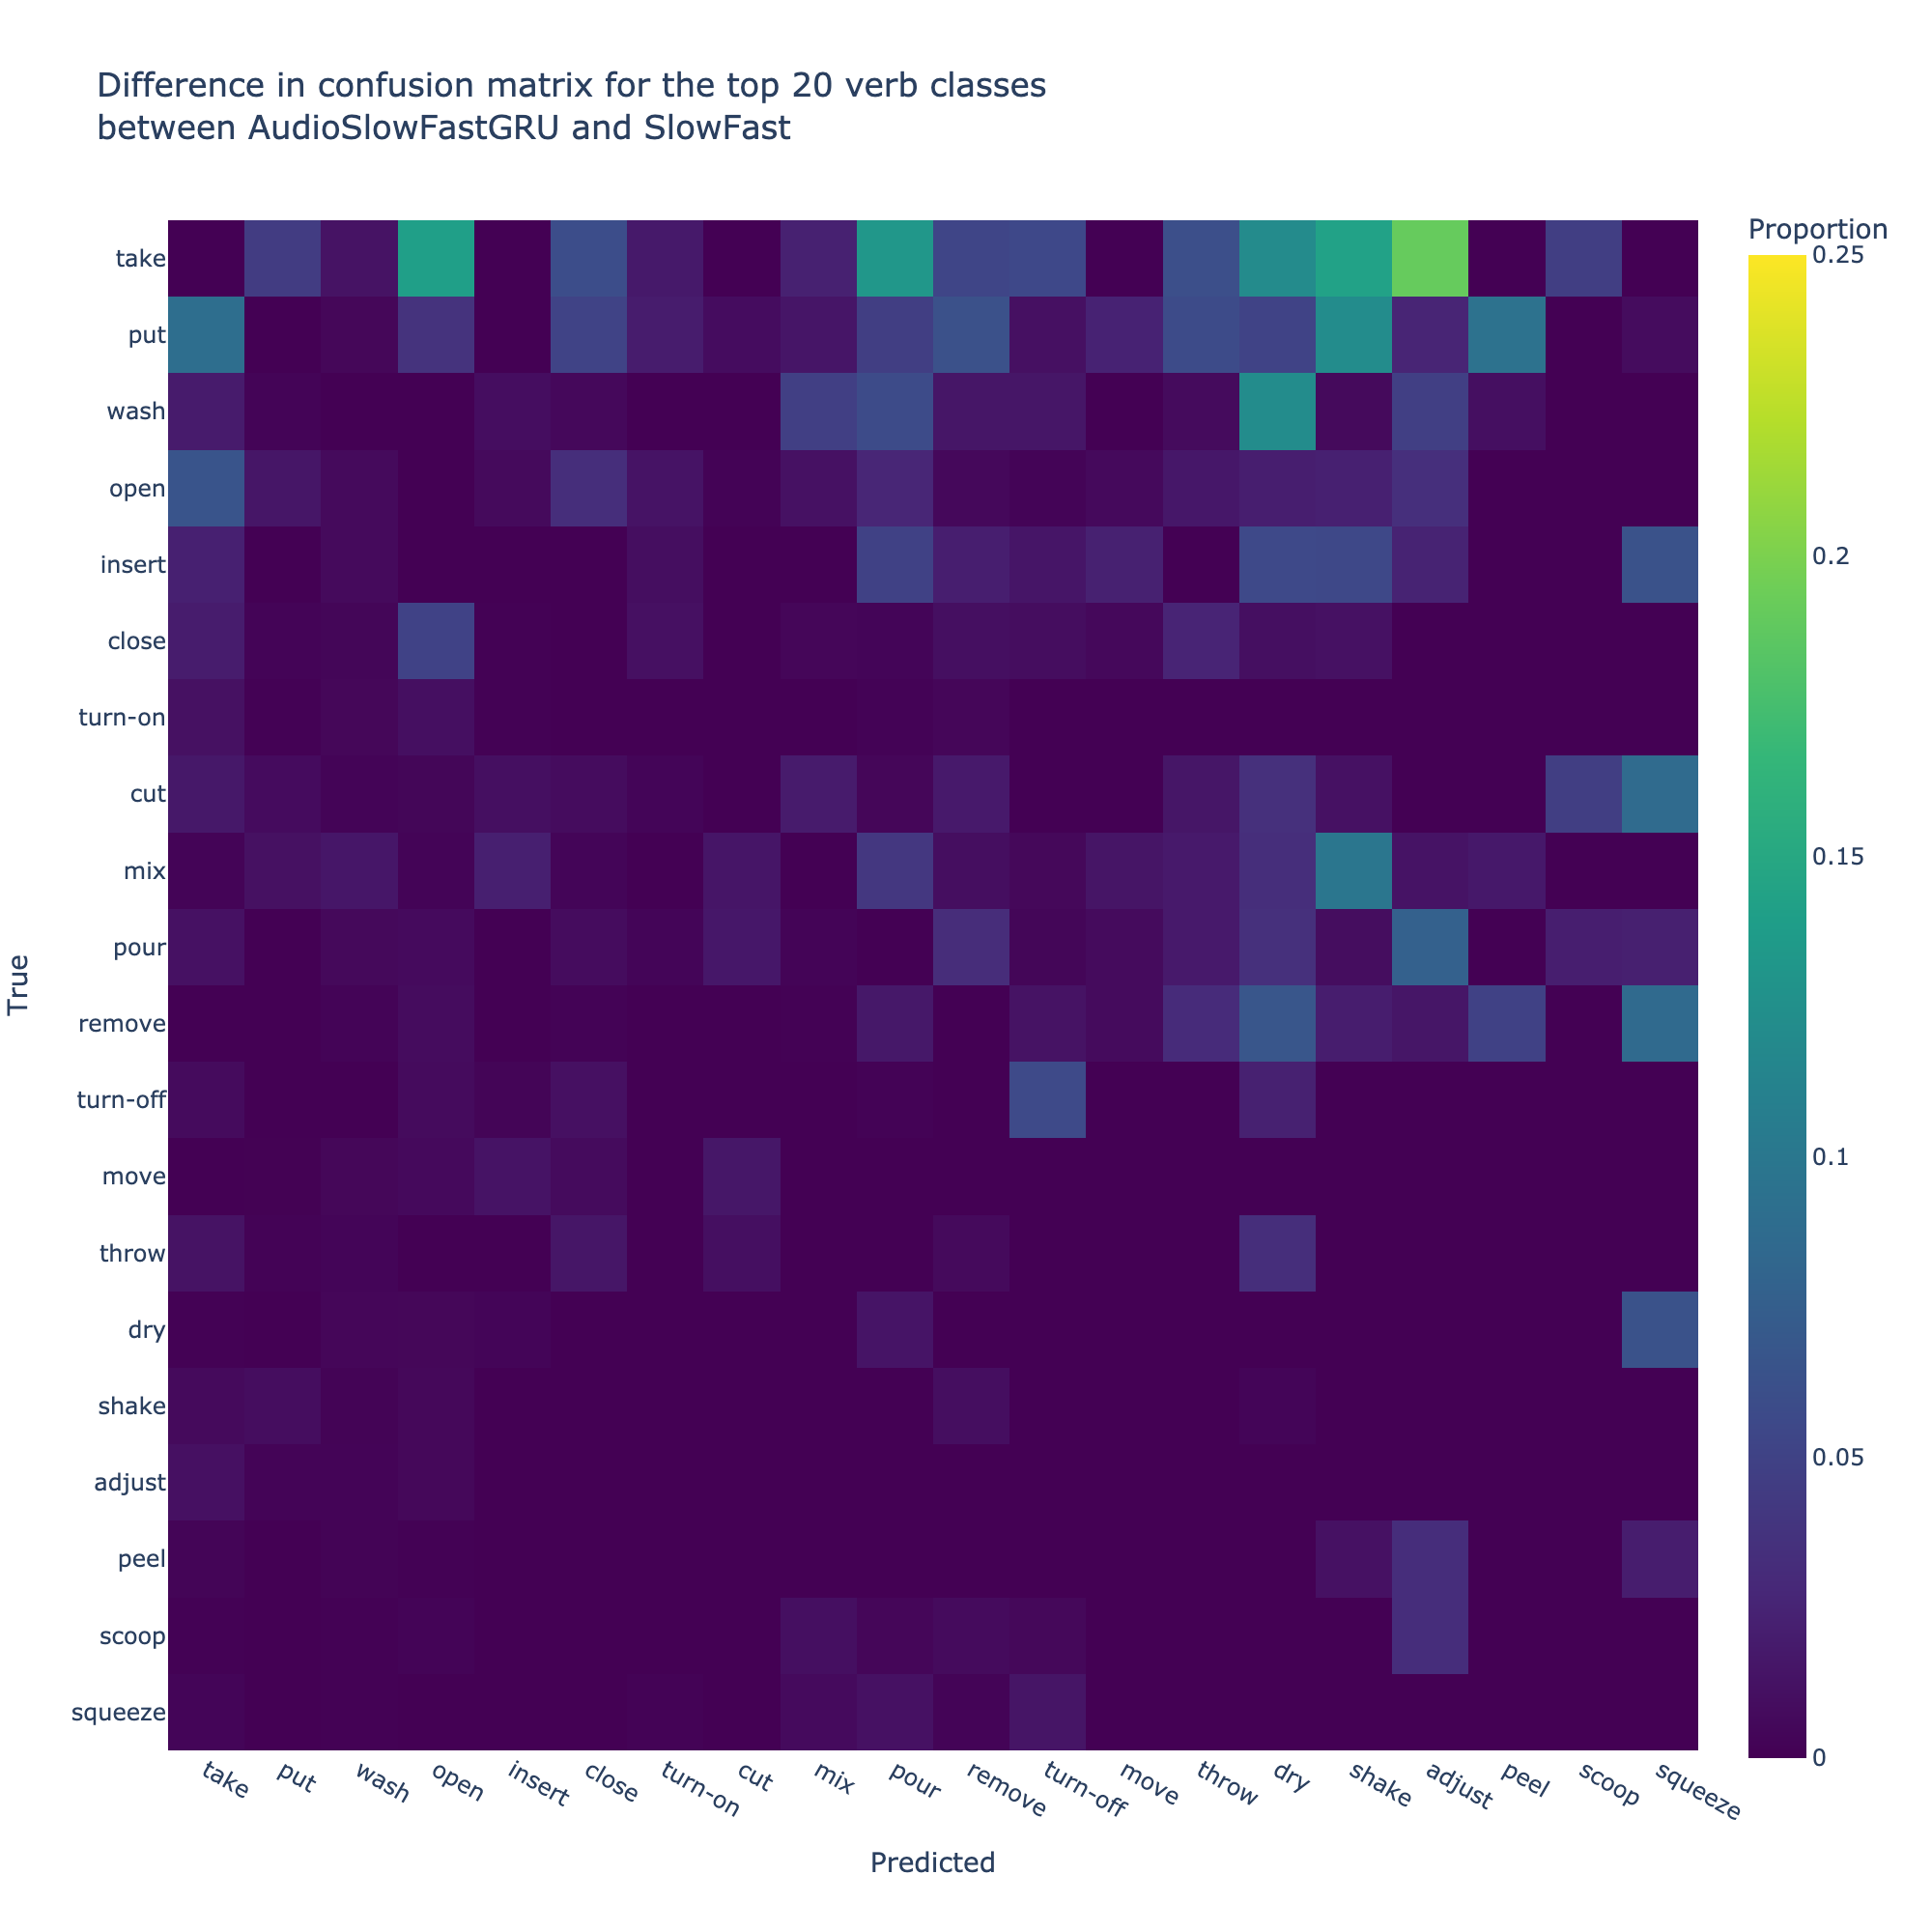 Difference in confusion matrix for the top 20 verb classes
between AudioSlowFastGRU and SlowFast
Proportion
0.25
0.2
0.15
0.1
0.05
0
True
take
put
wash
open
insert
close
turn-on
cut
mix
pour
remove
turn-off
move
throw
dry
shake
adjust
peel
scoop
squeeze
take
put
wash
open
insert
close
turn-on
cut
mix
pour
remove
turn-off
move
throw
dry
shake
adjust
peel
scoop
squeeze
Predicted